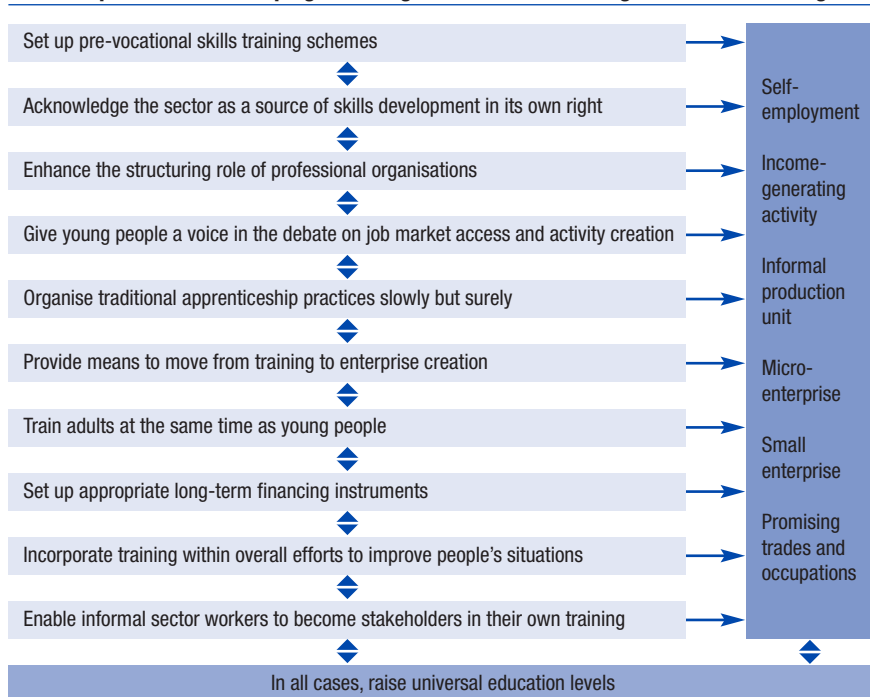 Set up pre-vocational skills training schemes
Acknowledge the sector as a source of skills development in its own right
Enhance the structuring role of professional organisations
Give young people a voice in the debate on job market access and activity creation
Organise traditional apprenticeship practices slowly but surely
Provide means to move from training to enterprise creation
Train adults at the same time as young people
Set up appropriate long-term financing instruments
Incorporate training within overall efforts to improve people's situations
Enable informal sector workers to become stakeholders in their own training
Self-
employment
Income-
generating
activity
Informal
production
unit
Micro-
enterprise
Small
enterprise
Promising
trades and
occupations
In all cases, raise universal education levels